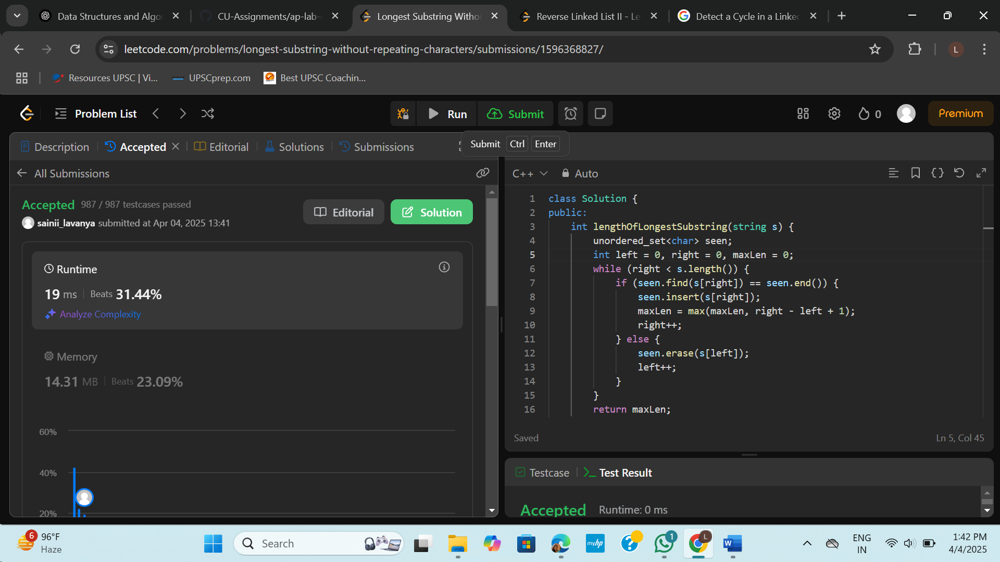 Data Structures and Algo
CU-Assignments/ap-lab-
Longest Substring Witho
Reverse Linked List II - Le
Detect a Cycle in a Linked
leetcode.com/problems/longest-substring-without-repeating-characters/submissions/1596368827/
L
Resources UPSC | Vi...
UPSCprep.com
Best UPSC Coachin...
Problem List
Run
Submit
0
Premium
Description
Accepted
Editorial
Solutions
Submissions
Submit Ctrl Enter
All Submissions
C++
Auto
Accepted 987 / 987 testcases passed
sainii_lavanya submitted at Apr 04, 2025 13:41
Editorial
Solution
Runtime
19 ms Beats 31.44%
Analyze Complexity
Memory
14.31 MB Beats 23.09%
60%
40%
20%
1 class Solution {
2 public:
3 int lengthOfLongestSubstring(string s) {
4 unordered_set<char> seen;
5 int left = 0, right = 0, maxLen = 0;
6 while (right < s.length()) {
7 if (seen.find(s[right]) == seen.end()) {
8 seen.insert(s[right]);
9 maxLen = max(maxLen, right - left + 1);
10 right++;
11 } else {
12 seen.erase(s[left]);
13 left++;
14 }
15 }
16 return maxLen;
Saved
Ln 5, Col 45
Testcase
Test Result
Accepted Runtime: 0 ms
6
96°F
Haze
Search
myhp
1
L
W
ENG
IN
1:42 PM
4/4/2025